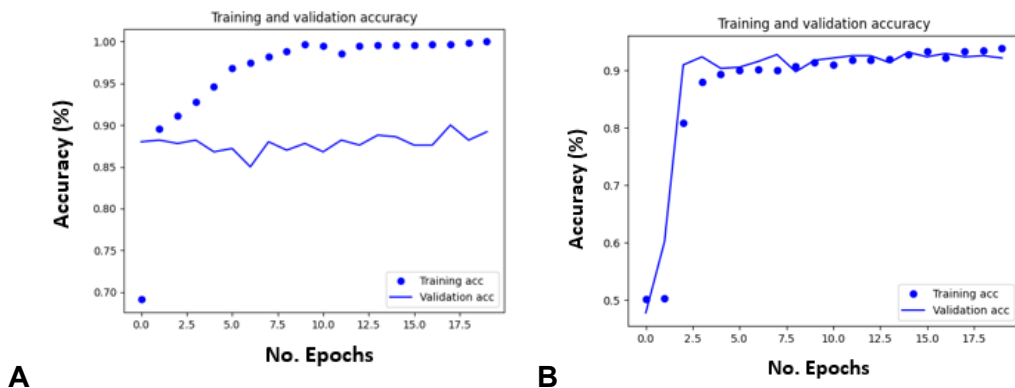 Training and validation accuracy
1.00
0.95
0.90
0.85
0.80
0.75
0.70
Accuracy (%)
Training acc
Validation acc
0.0 2.5 5.0 7.5 10.0 12.5 15.0 17.5
No. Epochs
A
Training and validation accuracy
0.9
0.8
0.7
0.6
0.5
Accuracy (%)
Training acc
Validation acc
0.0 2.5 5.0 7.5 10.0 12.5 15.0 17.5
No. Epochs
B